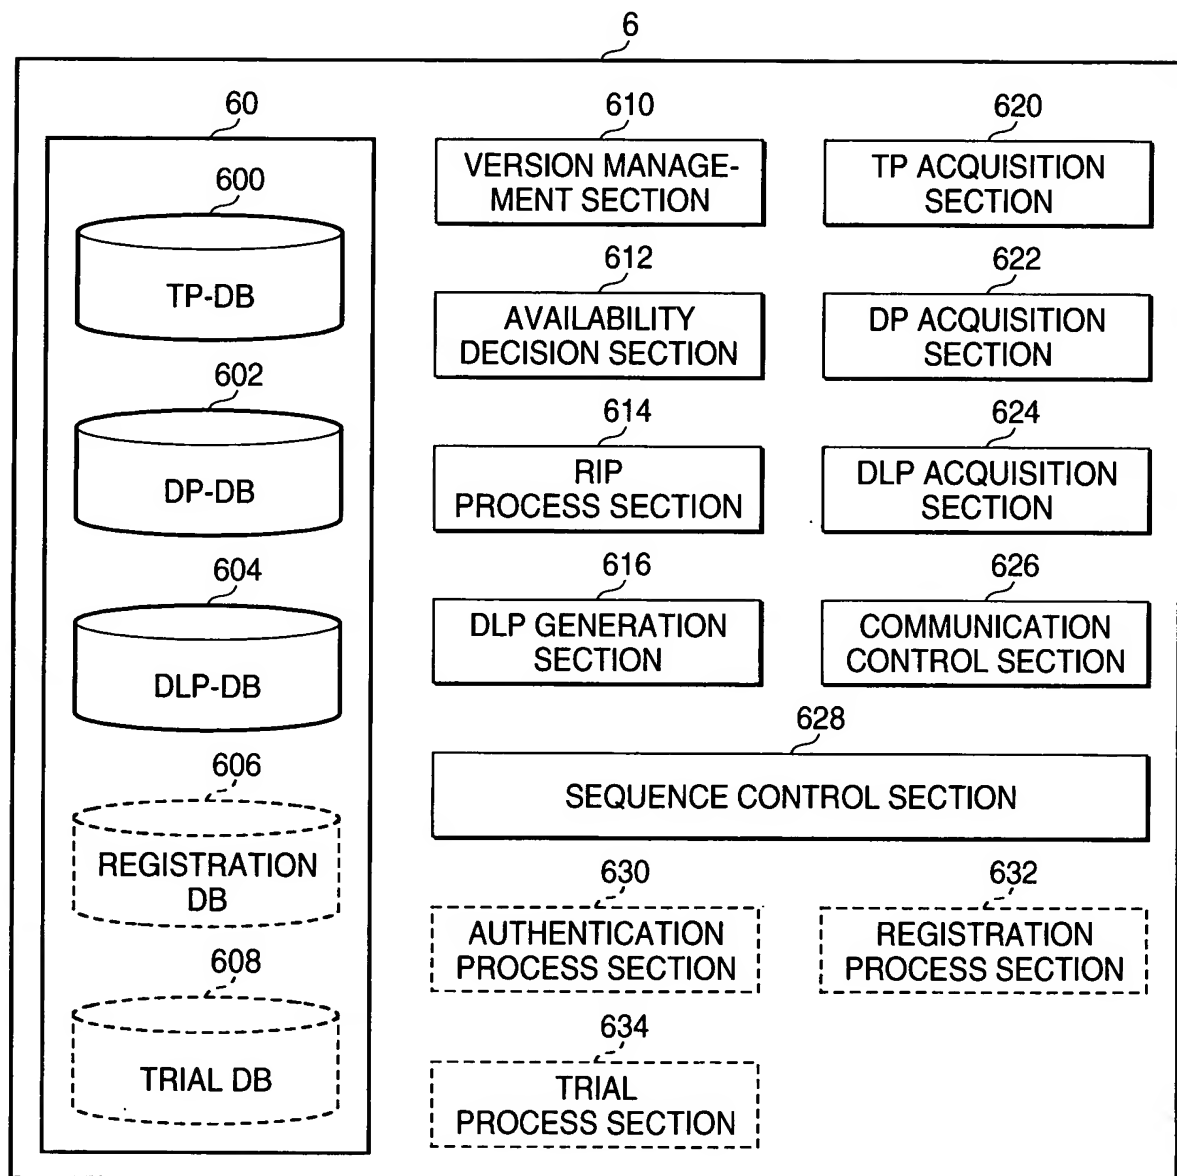 6
60
610
620
VERSION MANAGE-
MENT SECTION
TP ACQUISITION
SECTION
600
TP-DB
612
622
AVAILABILITY
DECISION SECTION
DP ACQUISITION
SECTION
602
DP-DB
614
624
RIP
PROCESS SECTION
DLP ACQUISITION
SECTION
604
DLP-DB
616
626
DLP GENERATION
SECTION
COMMUNICATION
CONTROL SECTION
628
SEQUENCE CONTROL SECTION
606
REGISTRATION
DB
630
632
AUTHENTICATION
PROCESS SECTION
REGISTRATION
PROCESS SECTION
608
TRIAL DB
634
TRIAL
PROCESS SECTION